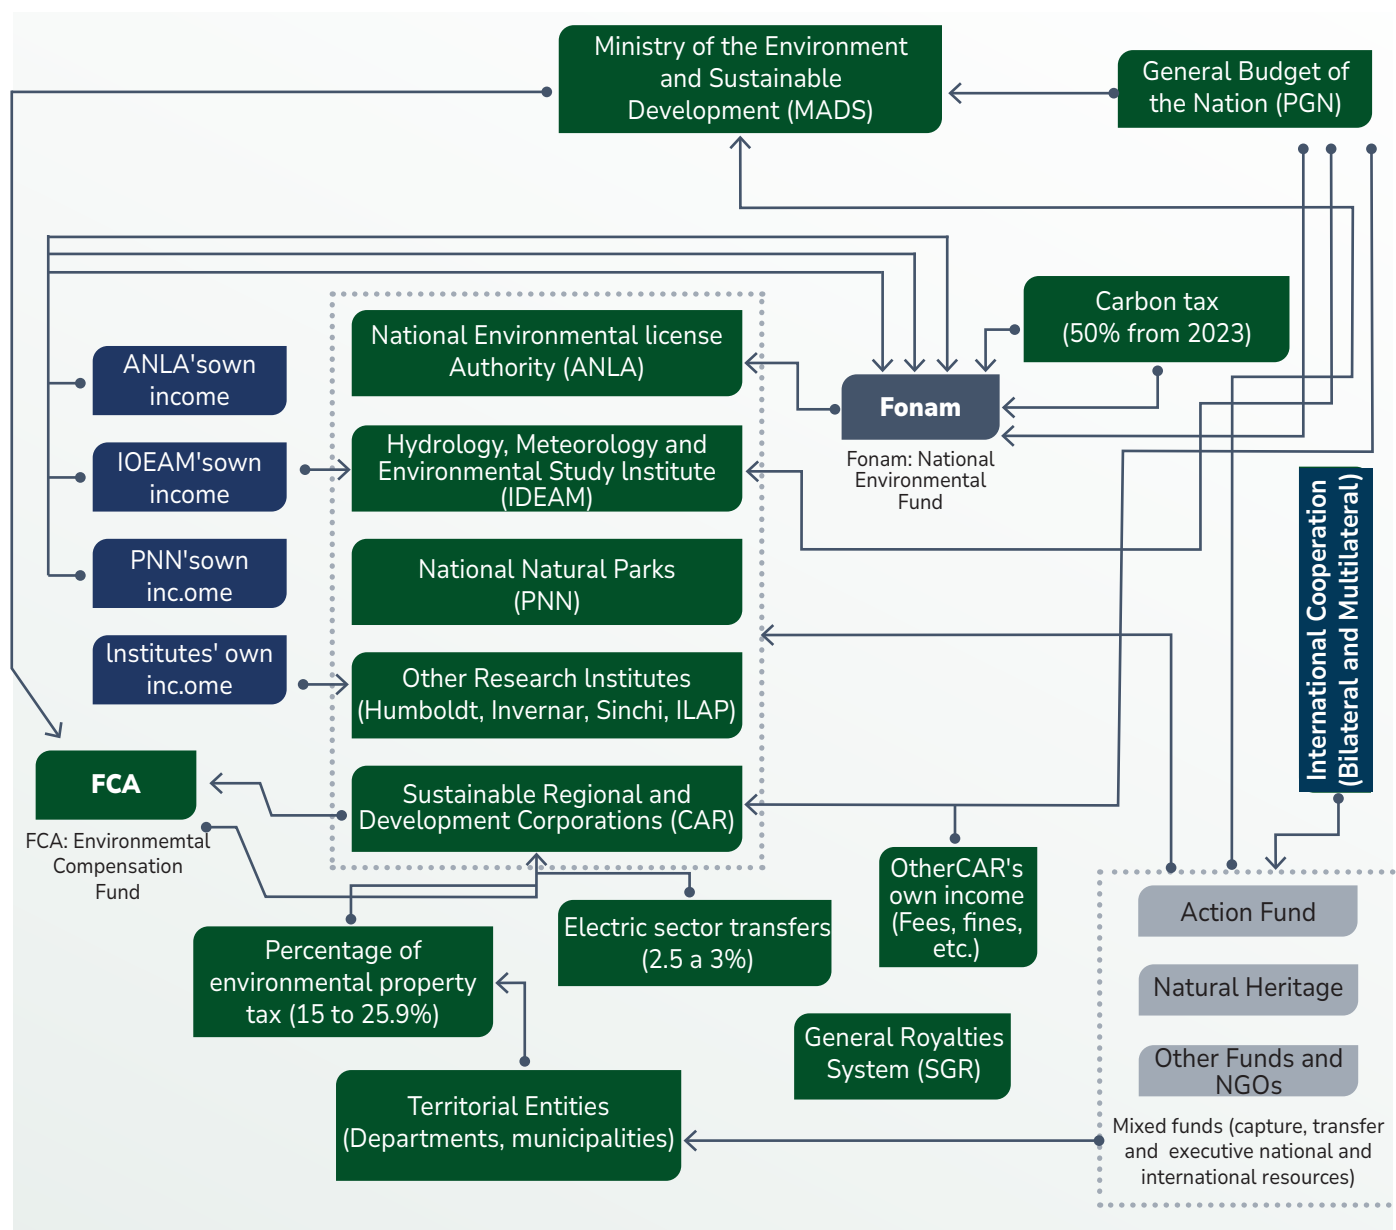 Ministry of the Environment
and Sustainable
Development (MADS)
General Budget of
the Nation (PGN)
Carbon tax
(50% from 2023)
National Environmental license
Authority (ANLA)
ANLA'sown
income
Fonam
Hydrology, Meteorology and
Environmental Study lnstitute
(IDEAM)
IOEAM'sown
income
Fonam: National
Environmental
Fund
International Cooperation
(Bilateral and Multilateral)
National Natural Parks
(PNN)
PNN'sown
inc.ome
lnstitutes' own
inc.ome
Other Research lnstitutes
(Humboldt, Invernar, Sinchi, ILAP)
FCA
FCA: Environmemtal
Compensation
Fund
Sustainable Regional and
Development Corporations (CAR)
OtherCAR's
own income
(Fees, fines,
etc.)
Electric sector transfers
(2.5 a 3%)
Percentage of
environmental property
tax (15 to 25.9%)
General Royalties
System (SGR)
Territorial Entities
(Departments, municipalities)
Action Fund
Natural Heritage
Other Funds and
NGOs
Mixed funds (capture, transfer
and executive national and
international resources)